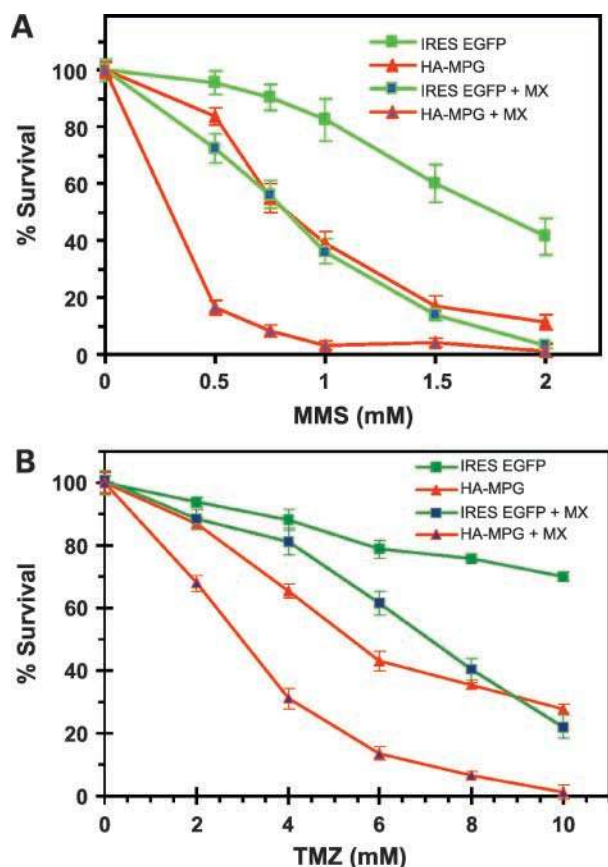 A
IRES EGFP
HA-MPG
IRES EGFP + MX
HA-MPG + MX
100
80
60
40
20
0
% Survival
0 0.5 1 1.5 2
MMS (mM)
B
IRES EGFP
HA-MPG
IRES EGFP + MX
HA-MPG + MX
100
80
60
40
20
0
% Survival
0 2 4 6 8 10
TMZ (mM)